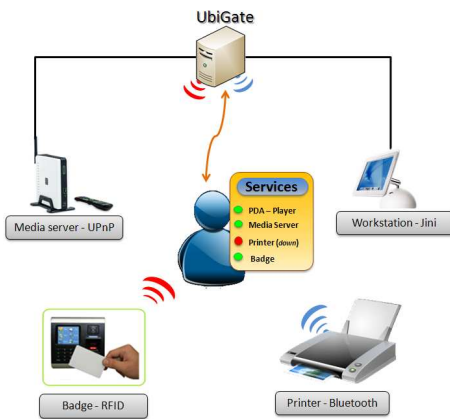 UbiGate
Services
PDA – Player
Media Server
Printer (down)
Badge
Media server - UPnP
Workstation - Jini
Badge - RFID
Printer - Bluetooth